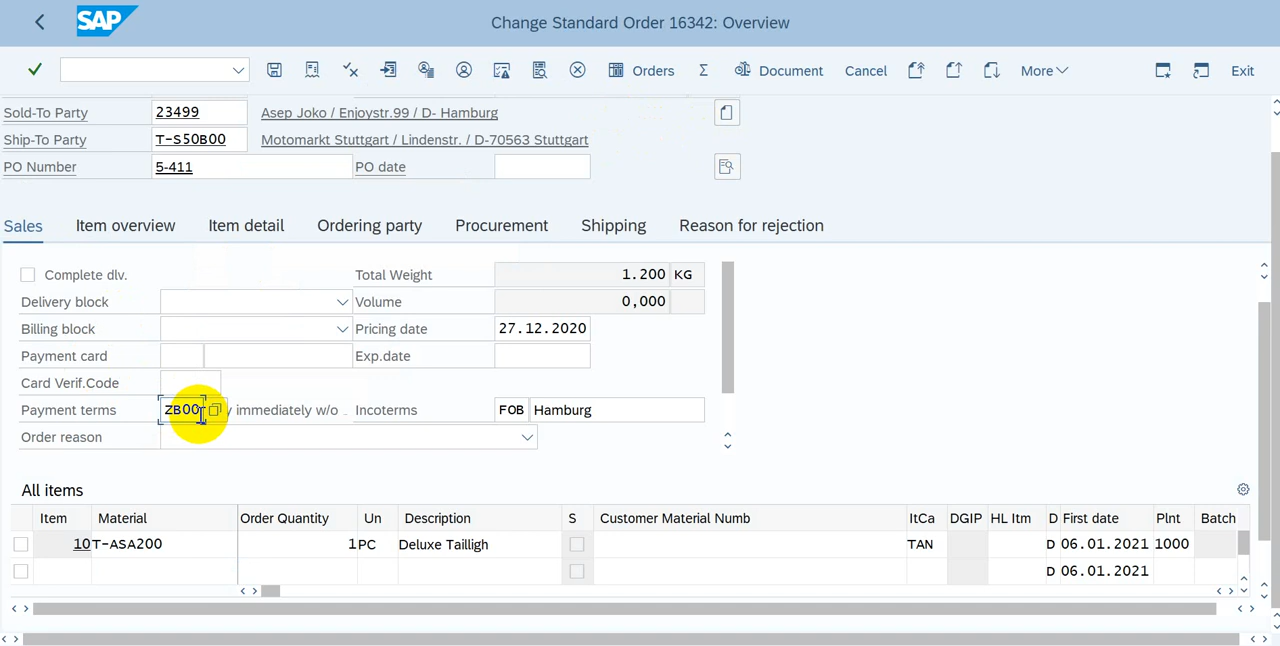 SAP Change Standard Order 16342: Overview
Orders Σ Document Cancel More Exit
Sold-To Party 23499 Asep Joko / Enjoystr.99 / D- Hamburg
Ship-To Party T-S50B00 Motomarkt Stuttgart / Lindenstr. / D-70563 Stuttgart
PO Number 5-411 PO date
Sales Item overview Item detail Ordering party Procurement Shipping Reason for rejection
Complete dlv. Total Weight 1.200 KG
Delivery block Volume 0,000
Billing block Pricing date 27.12.2020
Payment card Exp.date
Card Verif.Code
Payment terms ZB00 y immediately w/o Incoterms FOB Hamburg
Order reason
All items
Item Material Order Quantity Un Description S Customer Material Numb ItCa DGIP HL Itm D First date Plnt Batch
10 T-ASA200 1 PC Deluxe Tailligh TAN D 06.01.2021 1000
D 06.01.2021